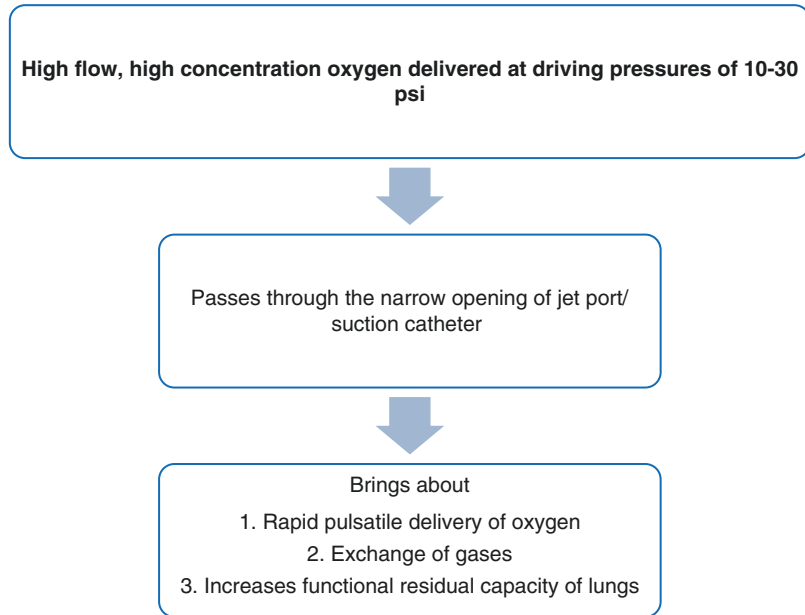 High flow, high concentration oxygen delivered at driving pressures of 10-30
psi
Passes through the narrow opening of jet port/
suction catheter
Brings about
1. Rapid pulsatile delivery of oxygen
2. Exchange of gases
3. Increases functional residual capacity of lungs